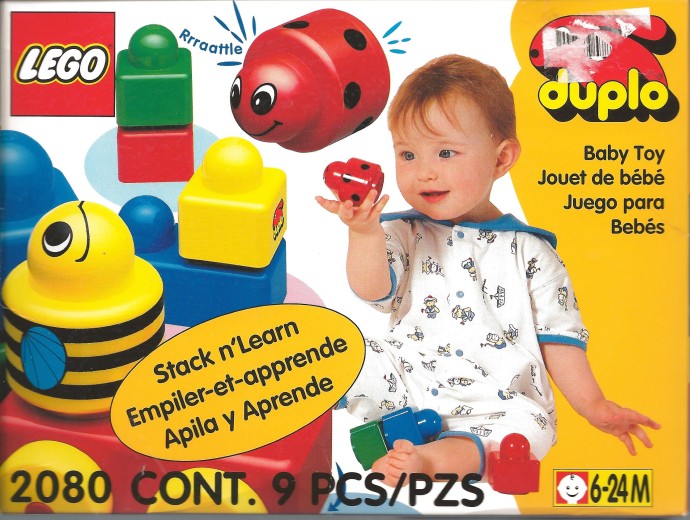 LEGO
Rrraattle
duplo
Baby Toy
Jouet de bébé
Juego para
Bebés
Stack n'Learn
Empiler-et-apprende
Apila y Aprende
2080 CONT. 9 PCS/PZS
6-24M